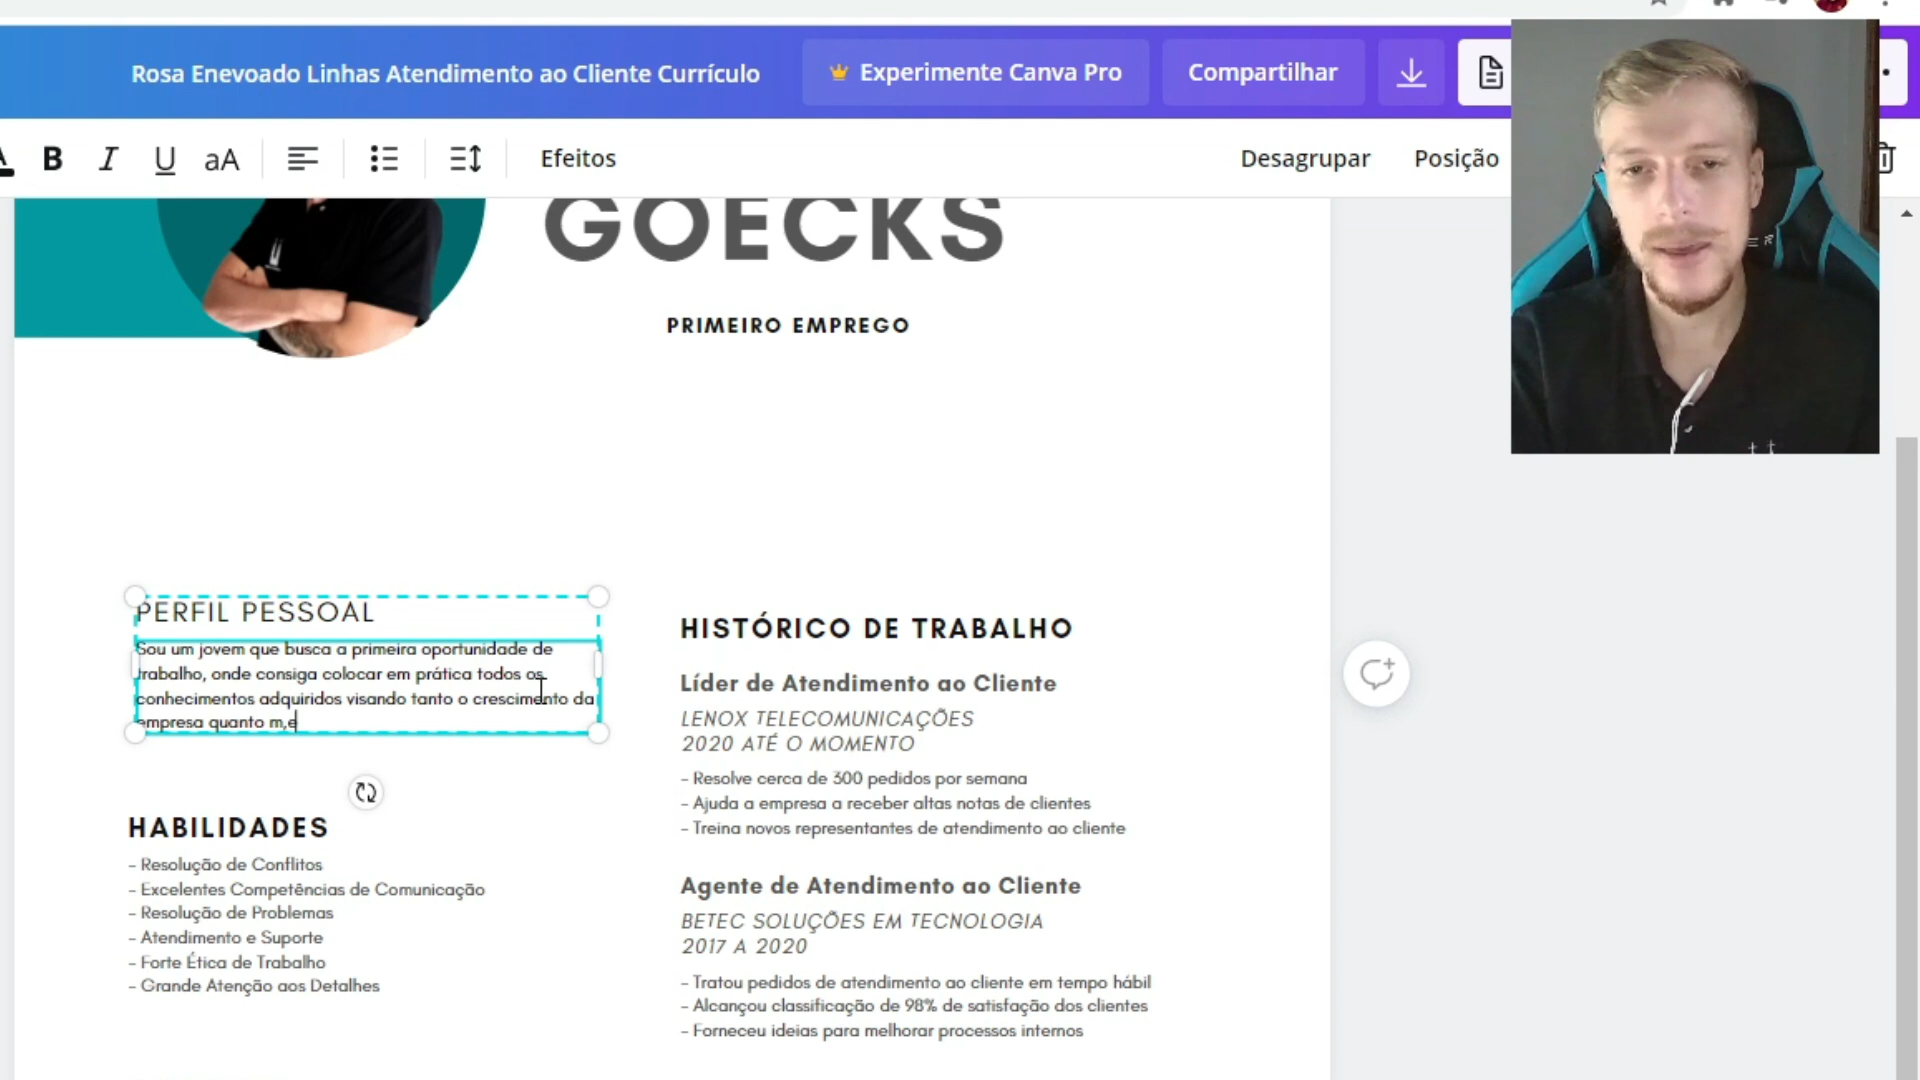 Rosa Enevoado Linhas Atendimento ao Cliente Currículo
Experimente Canva Pro
Compartilhar
B I U aA
Efeitos
Desagrupar
Posição
GOECKS
PRIMEIRO EMPREGO
PERFIL PESSOAL
Sou um jovem que busca a primeira oportunidade de
trabalho, onde consiga colocar em prática todos os
conhecimentos adquiridos visando tanto o crescimento da
empresa quanto m,e
HABILIDADES
- Resolução de Conflitos
- Excelentes Competências de Comunicação
- Resolução de Problemas
- Atendimento e Suporte
- Forte Ética de Trabalho
- Grande Atenção aos Detalhes
HISTÓRICO DE TRABALHO
Líder de Atendimento ao Cliente
LENOX TELECOMUNICAÇÕES
2020 ATÉ O MOMENTO
- Resolve cerca de 300 pedidos por semana
- Ajuda a empresa a receber altas notas de clientes
- Treina novos representantes de atendimento ao cliente
Agente de Atendimento ao Cliente
BETEC SOLUÇÕES EM TECNOLOGIA
2017 A 2020
- Tratou pedidos de atendimento ao cliente em tempo hábil
- Alcançou classificação de 98% de satisfação dos clientes
- Forneceu ideias para melhorar processos internos